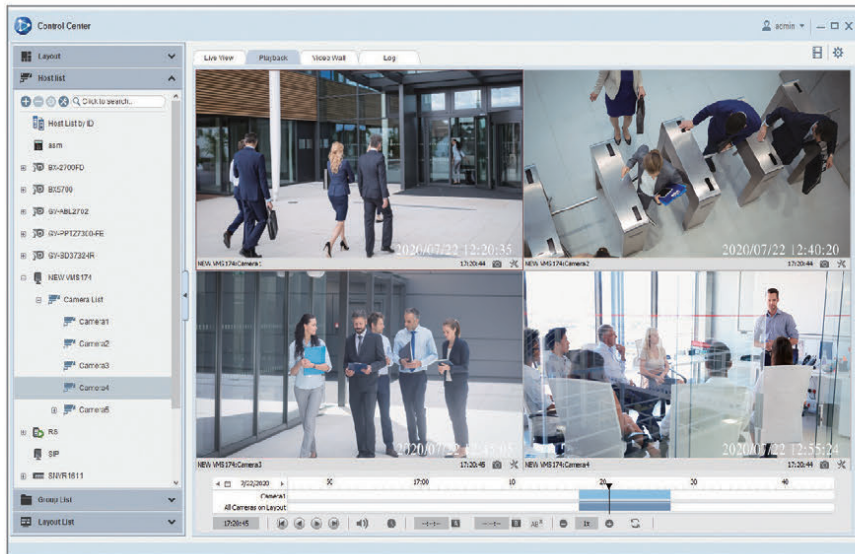 Control Center
admin
Layout
Live View Playback Video Wall Log
Host list
Click to search...
Host List by ID
asm
BX-2700FD
BX5700
GV-ABL2702
GV-PPTZ7300-FE
GV-BD37324R
NEW VMS174
Camera List
Camera1
Camera2
Camera3
Camera4
Camera5
RS
SIP
SNVR1611
Group List
Layout List
2020/07/22 12:20:35
NEW VMS174:Camera1 17:20:44
2020/07/22 12:40:20
NEW VMS174:Camera2 17:20:44
NEW VMS174:Camera3 17:20:45
2020/07/22 12:55:24
NEW VMS174:Camera4 17:20:44
7/22/2020 50 17:00 10 20 30 40
Camera1
All Cameras on Layout
17:20:45 --:--:-- --:--:-- 1x